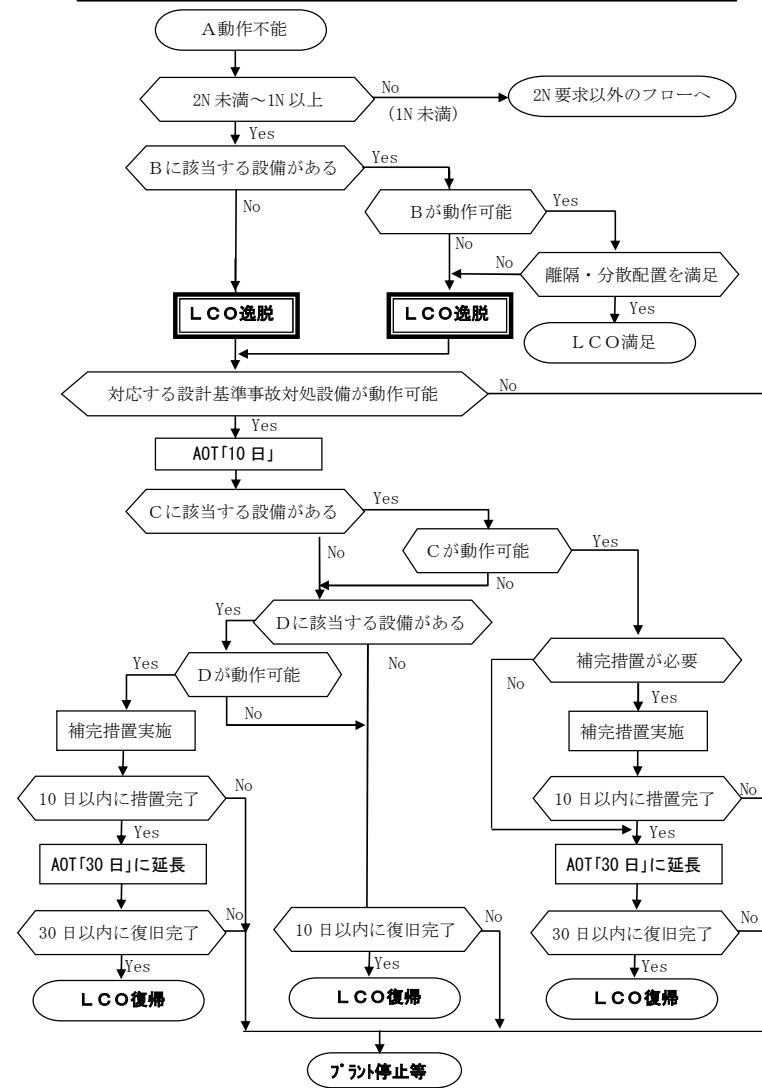 A動作不能
2N 未満～1N 以上
No
(1N 未満)
2N 要求以外のフローへ
Yes
Bに該当する設備がある
Yes
No
Bが動作可能
Yes
No
No
離隔・分散配置を満足
Yes
LCO逸脱
LCO逸脱
LCO満足
対応する設計基準事故対処設備が動作可能
No
Yes
AOT「10 日」
Cに該当する設備がある
Yes
No
Cが動作可能
Yes
No
Dに該当する設備がある
Yes
No
Dが動作可能
Yes
No
補完措置が必要
No
Yes
補完措置実施
補完措置実施
10 日以内に措置完了
No
10 日以内に措置完了
No
Yes
Yes
AOT「30 日」に延長
AOT「30 日」に延長
30 日以内に復旧完了
No
10 日以内に復旧完了
No
30 日以内に復旧完了
No
Yes
Yes
Yes
LCO復帰
LCO復帰
LCO復帰
プラント停止等